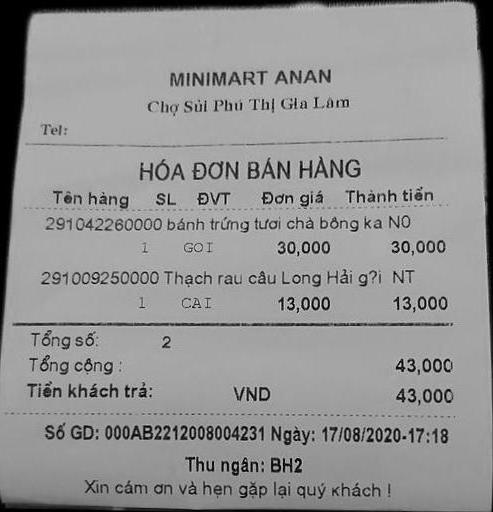 MINIMART ANAN
Chợ Sủi Phú Thị Gia Lâm
Tel:
HÓA ĐƠN BÁN HÀNG
Tên hàng SL ĐVT Đơn giá Thành tiền
291042260000 bánh trứng tươi chà bông ka N0
1 GOI 30,000 30,000
291009250000 Thạch rau câu Long Hải g?i NT
1 CAI 13,000 13,000
Tổng số: 2
Tổng cộng : 43,000
Tiền khách trả: VND 43,000
Số GD: 000AB2212008004231 Ngày: 17/08/2020-17:18
Thu ngân: BH2
Xin cám ơn và hẹn gặp lại quý khách !